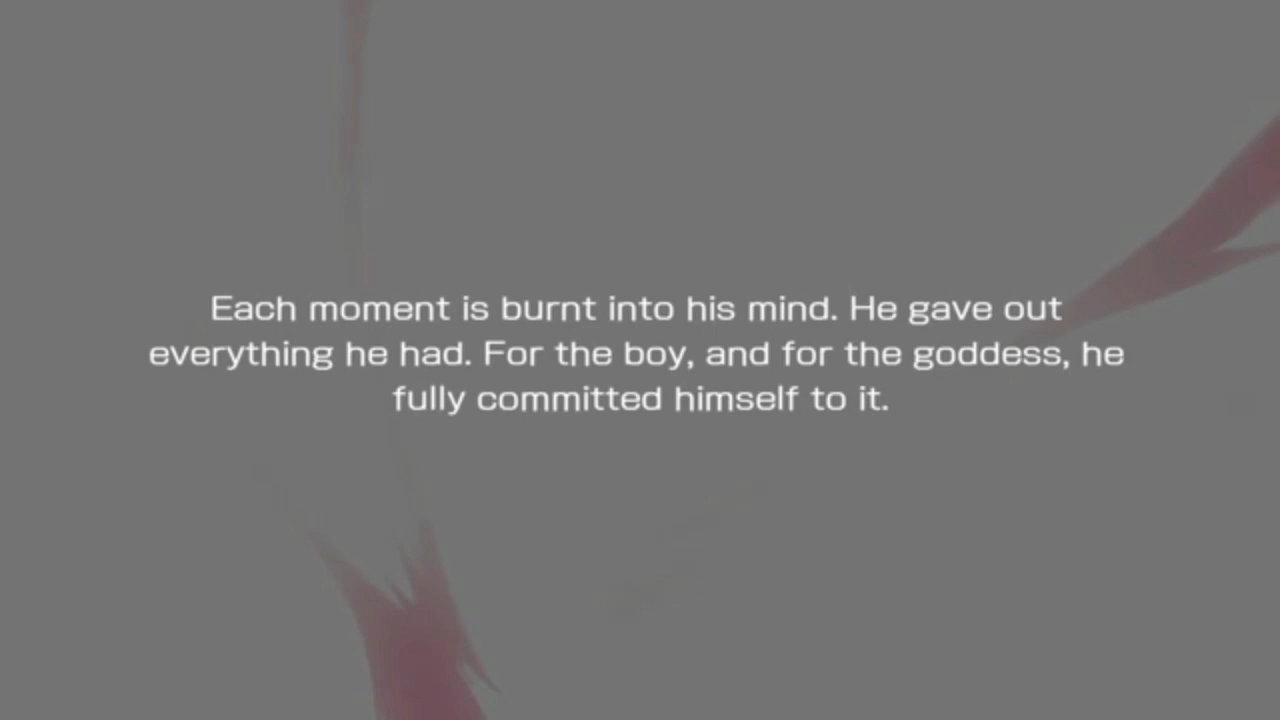 Each moment is burnt into his mind. He gave out
everything he had. For the boy, and for the goddess, he
fully committed himself to it.